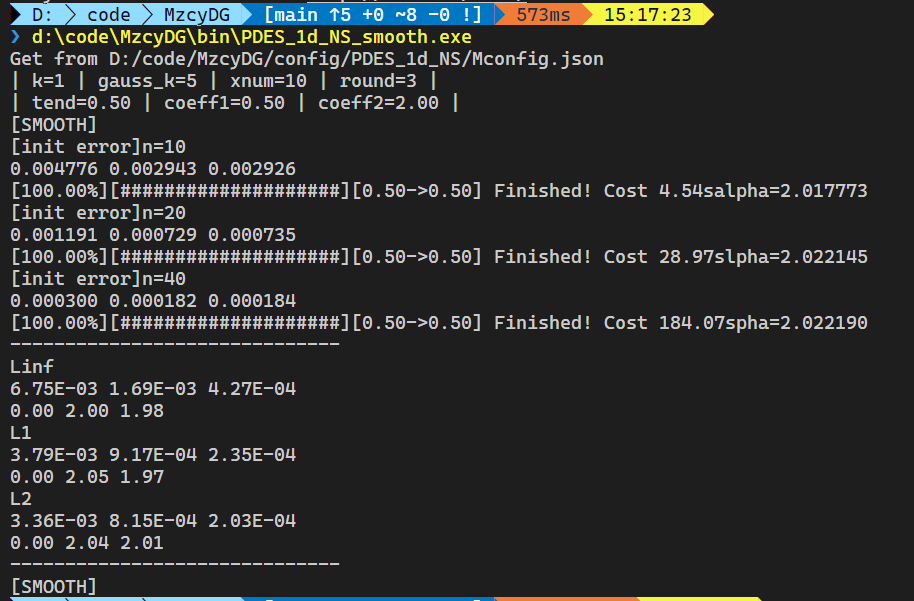 D: code MzcyDG [main ↑5 +0 ~8 -0 !] 573ms 15:17:23
❯ d:\code\MzcyDG\bin\PDES_1d_NS_smooth.exe
Get from D:/code/MzcyDG/config/PDES_1d_NS/Mconfig.json
| k=1 | gauss_k=5 | xnum=10 | round=3 |
| tend=0.50 | coeff1=0.50 | coeff2=2.00 |
[SMOOTH]
[init error]n=10
0.004776 0.002943 0.002926
[100.00%][####################][0.50->0.50] Finished! Cost 4.54salpha=2.017773
[init error]n=20
0.001191 0.000729 0.000735
[100.00%][####################][0.50->0.50] Finished! Cost 28.97slpha=2.022145
[init error]n=40
0.000300 0.000182 0.000184
[100.00%][####################][0.50->0.50] Finished! Cost 184.07spha=2.022190
------------------------------
Linf
6.75E-03 1.69E-03 4.27E-04
0.00 2.00 1.98
L1
3.79E-03 9.17E-04 2.35E-04
0.00 2.05 1.97
L2
3.36E-03 8.15E-04 2.03E-04
0.00 2.04 2.01
------------------------------
[SMOOTH]